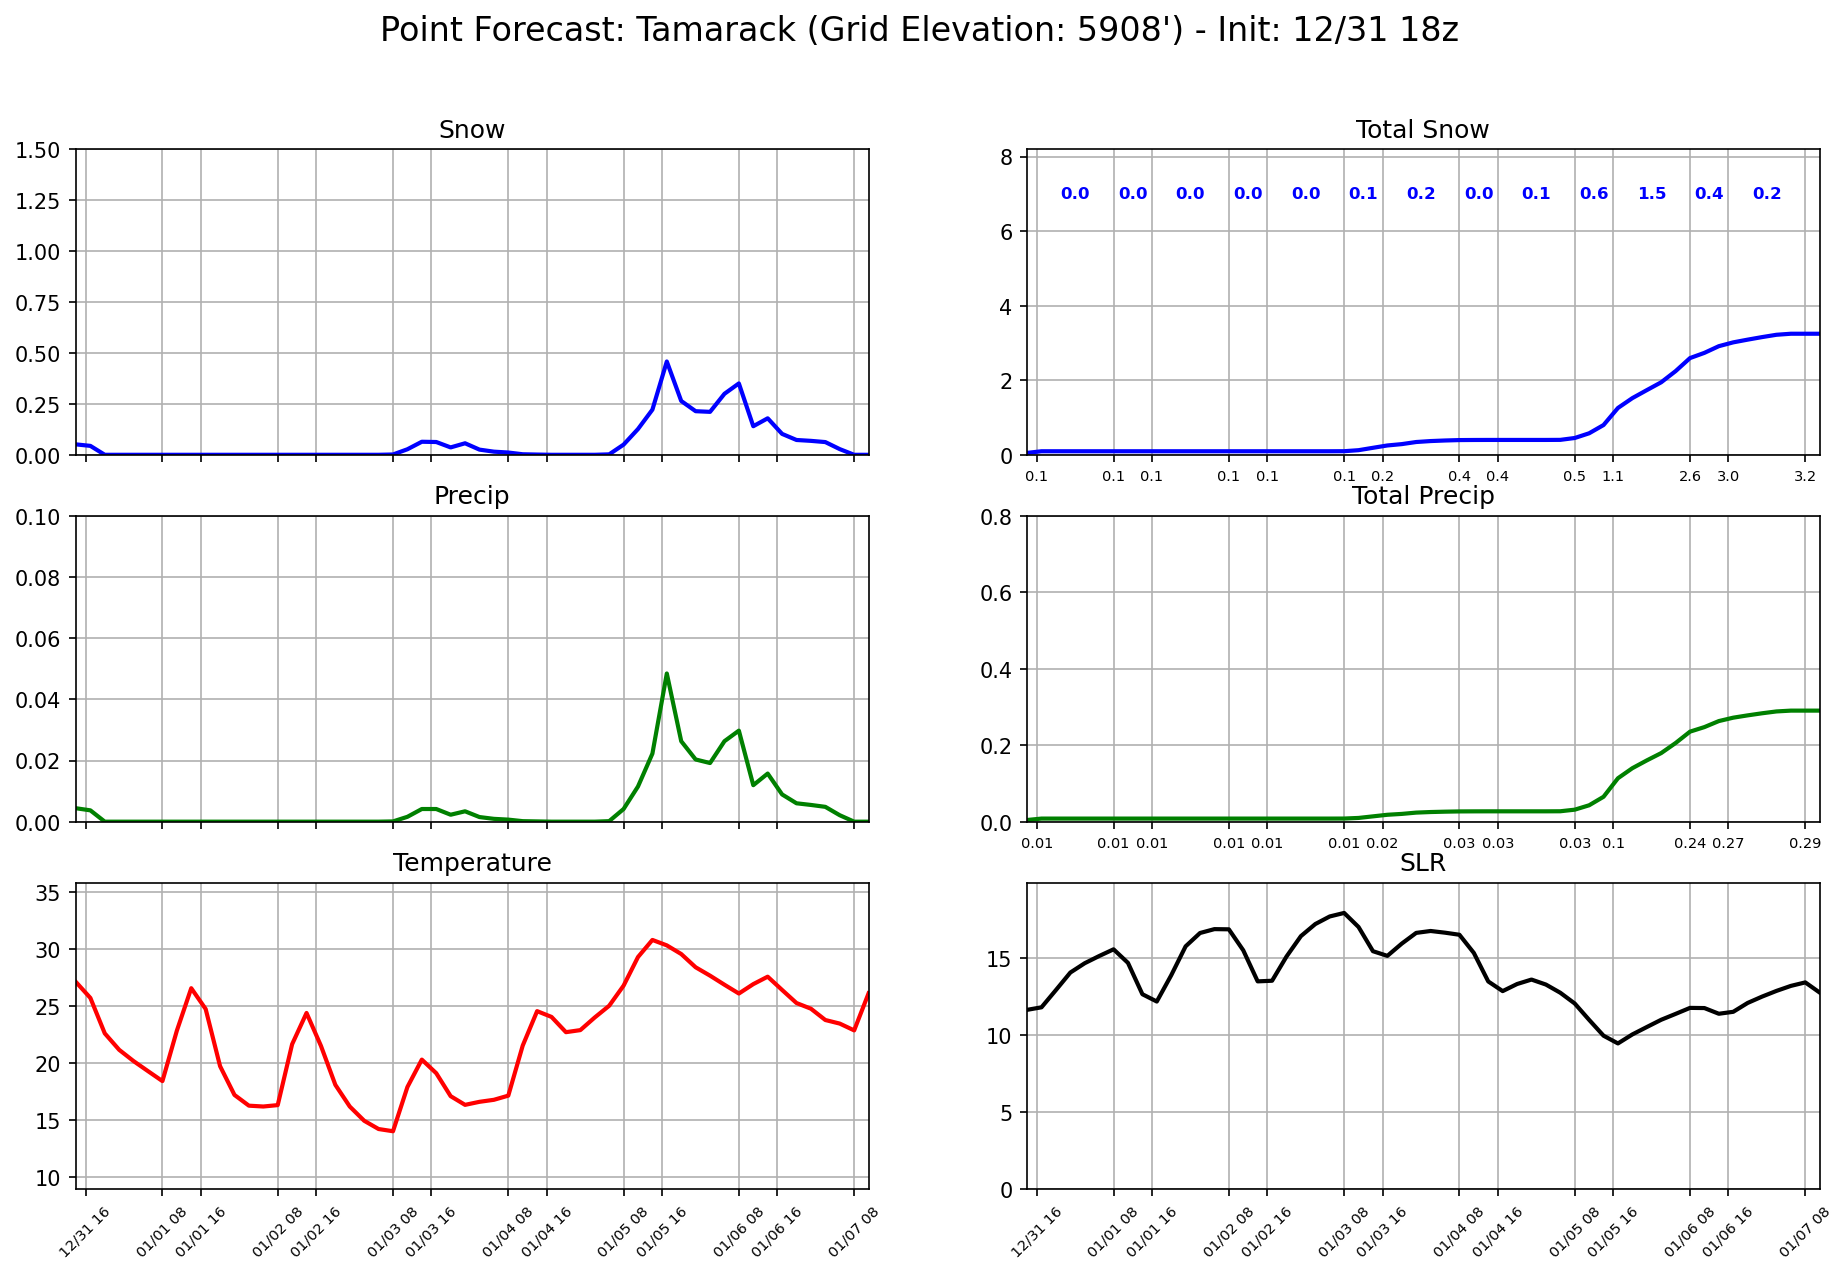 Point Forecast: Tamarack (Grid Elevation: 5908') - Init: 12/31 18z
Snow
1.50
1.25
1.00
0.75
0.50
0.25
0.00
Total Snow
8
6
4
2
0
0.0 0.0 0.0 0.0 0.0 0.1 0.2 0.0 0.1 0.6 1.5 0.4 0.2
0.1 0.1 0.1 0.1 0.1 0.1 0.2 0.4 0.4 0.5 1.1 2.6 3.0 3.2
Precip
0.10
0.08
0.06
0.04
0.02
0.00
Total Precip
0.8
0.6
0.4
0.2
0.0
0.01 0.01 0.01 0.01 0.01 0.01 0.02 0.03 0.03 0.03 0.1 0.24 0.27 0.29
Temperature
35
30
25
20
15
10
12/31 16 01/01 08 01/01 16 01/02 08 01/02 16 01/03 08 01/03 16 01/04 08 01/04 16 01/05 08 01/05 16 01/06 08 01/06 16 01/07 08
SLR
15
10
5
0
12/31 16 01/01 08 01/01 16 01/02 08 01/02 16 01/03 08 01/03 16 01/04 08 01/04 16 01/05 08 01/05 16 01/06 08 01/06 16 01/07 08